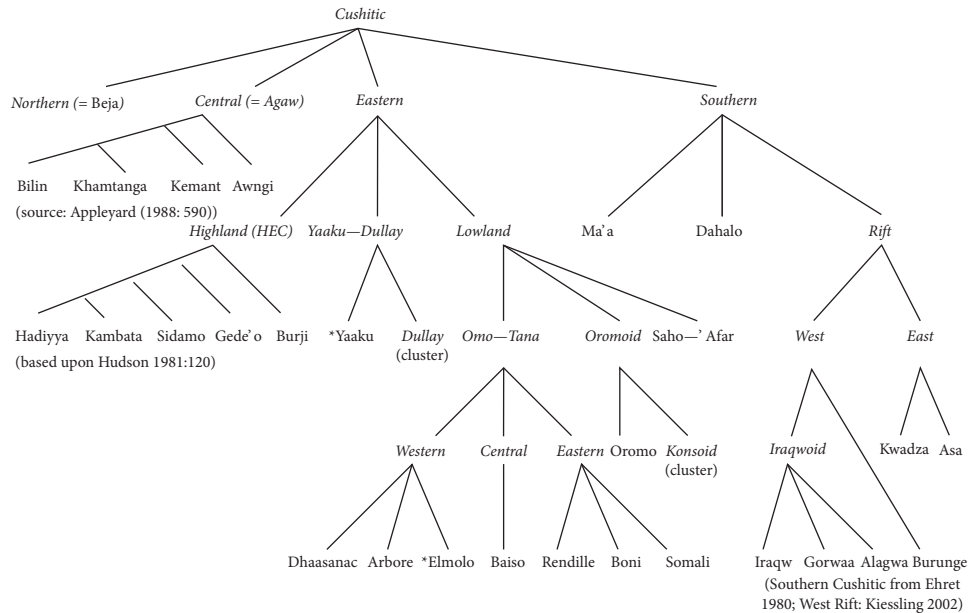 Cushitic
Northern (= Beja) Central (= Agaw) Eastern Southern
Bilin Khamtanga Kemant Awngi
(source: Appleyard (1988: 590))
Highland (HEC) Yaaku—Dullay Lowland Ma’a Dahalo Rift
Hadiyya Kambata Sidamo Gede’o Burji *Yaaku Dullay Omo—Tana Oromoid Saho—’Afar West East
(based upon Hudson 1981:120) (cluster)
Western Central Eastern Oromo Konsoid Iraqwoid Kwadza Asa
(cluster)
Dhaasanac Arbore *Elmolo Baiso Rendille Boni Somali Iraqw Gorwaa Alagwa Burunge
(Southern Cushitic from Ehret
1980; West Rift: Kiessling 2002)